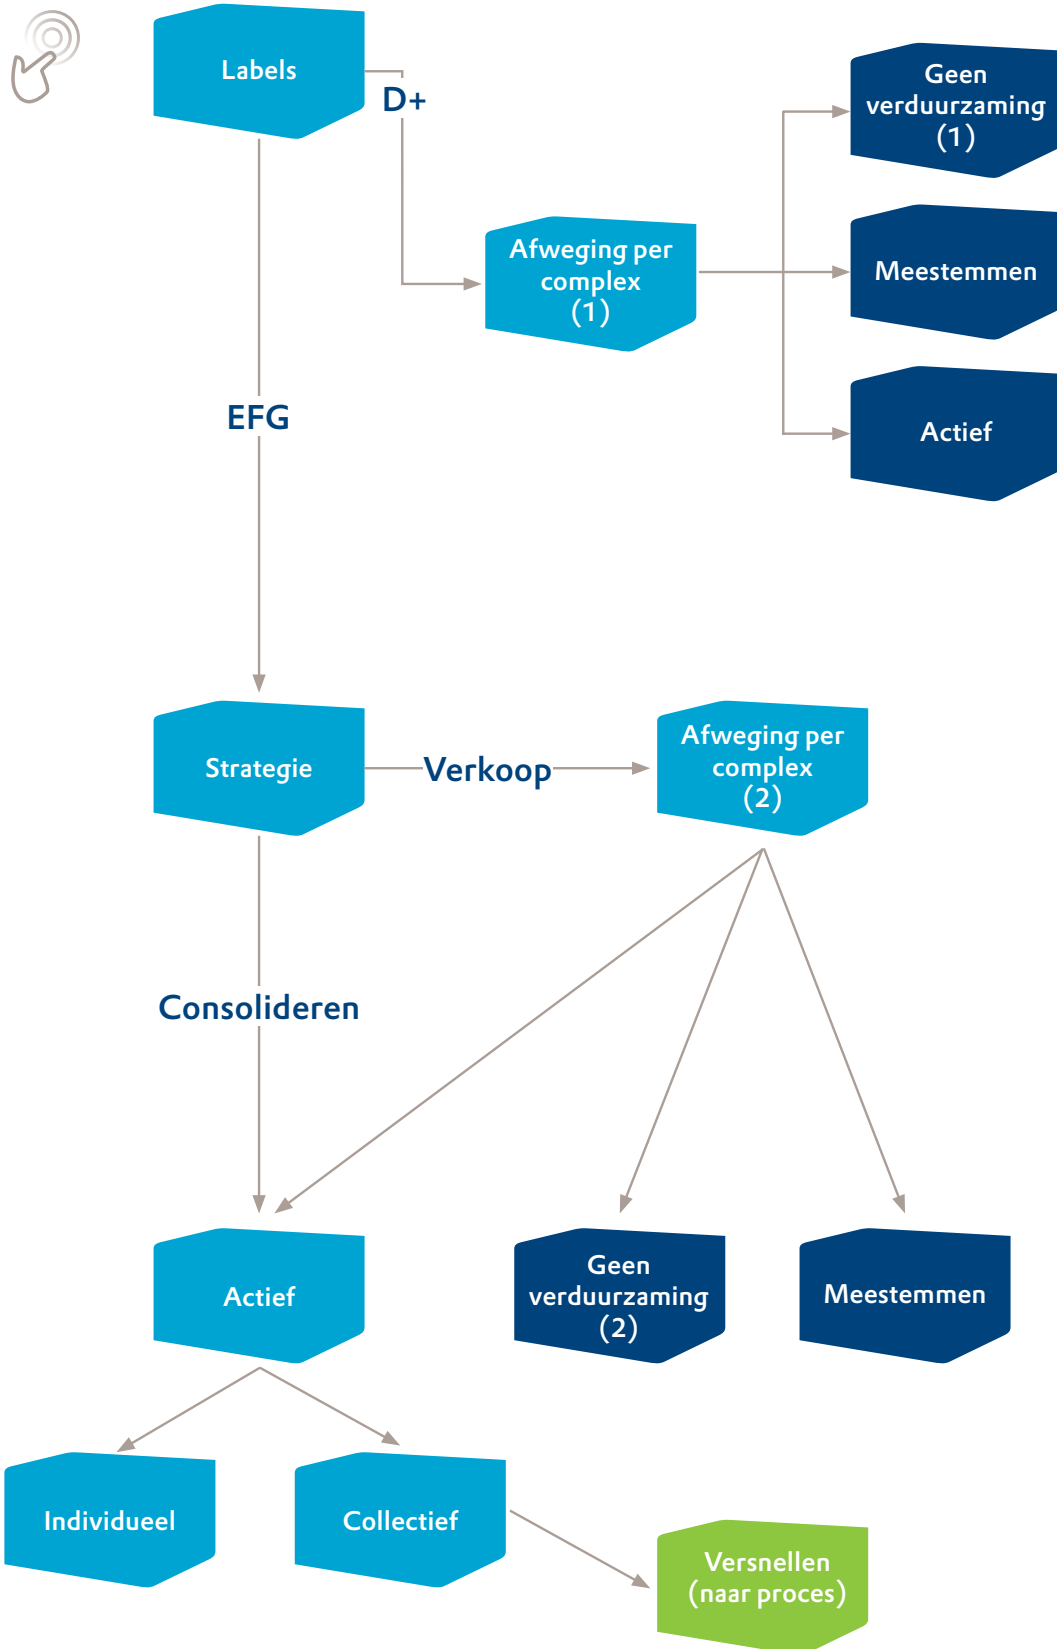 Labels
D+
Geen
verduurzaming
(1)
Afweging per
complex
(1)
Meestemmen
Actief
EFG
Strategie
Verkoop
Afweging per
complex
(2)
Consolideren
Actief
Geen
verduurzaming
(2)
Meestemmen
Individueel
Collectief
Versnellen
(naar proces)